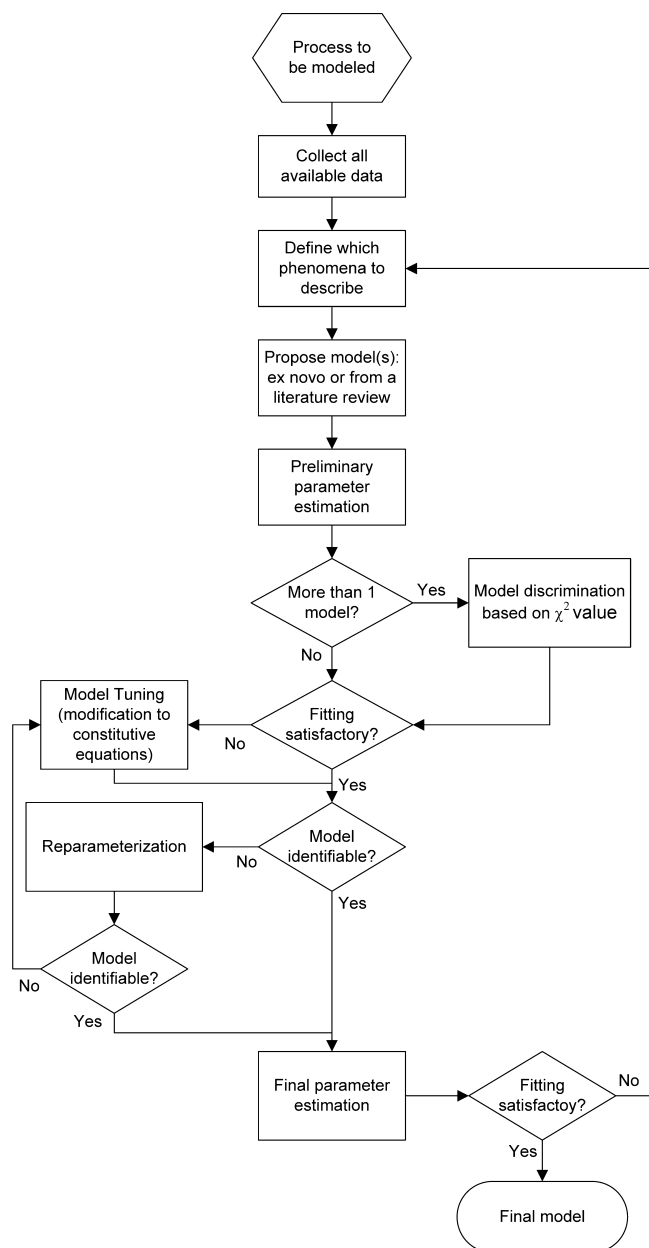 Process to
be modeled
Collect all
available data
Define which
phenomena to
describe
Propose model(s):
ex novo or from a
literature review
Preliminary
parameter
estimation
More than 1
model?
Yes
Model discrimination
based on χ² value
No
Model Tuning
(modification to
constitutive
equations)
No
Fitting
satisfactory?
Yes
Reparameterization
No
Model
identifiable?
Yes
Model
identifiable?
No
Yes
Final parameter
estimation
Fitting
satisfactoy?
No
Yes
Final model